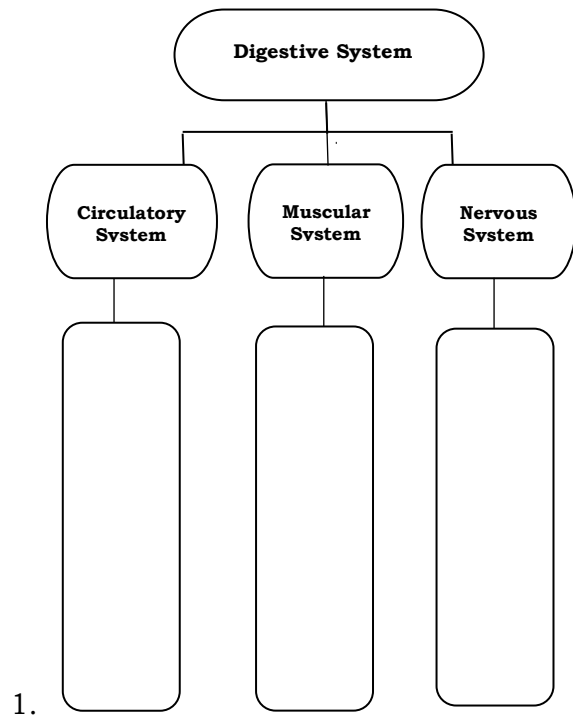 Digestive System
Circulatory
System
Muscular
System
Nervous
System
1.